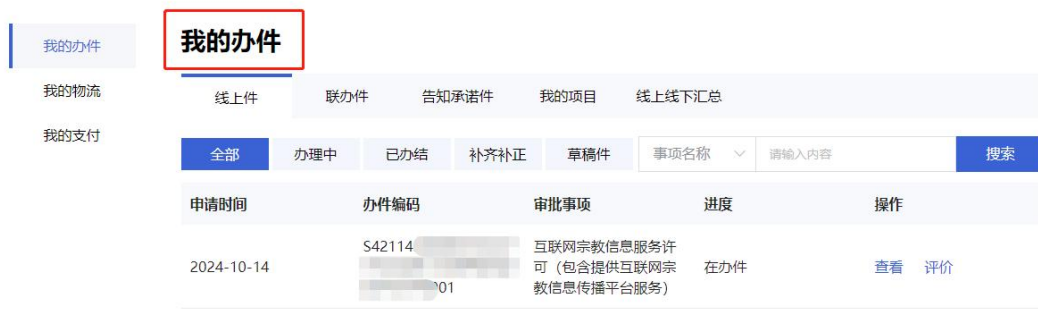 我的办件
我的物流
我的支付
我的办件
线上件 联办件 告知承诺件 我的项目 线上线下汇总
全部 办理中 已办结 补齐补正 草稿件 事项名称 请输入内容 搜索
申请时间 办件编码 审批事项 进度 操作
2024-10-14
S42114
001
互联网宗教信息服务许
可（包含提供互联网宗
教信息传播平台服务）
在办件
查看 评价